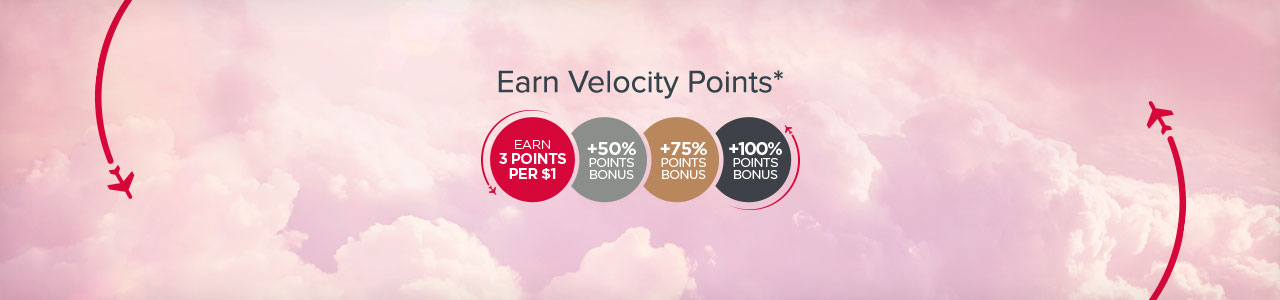 Earn Velocity Points*
EARN
3 POINTS
PER $1
+50%
POINTS
BONUS
+75%
POINTS
BONUS
+100%
POINTS
BONUS